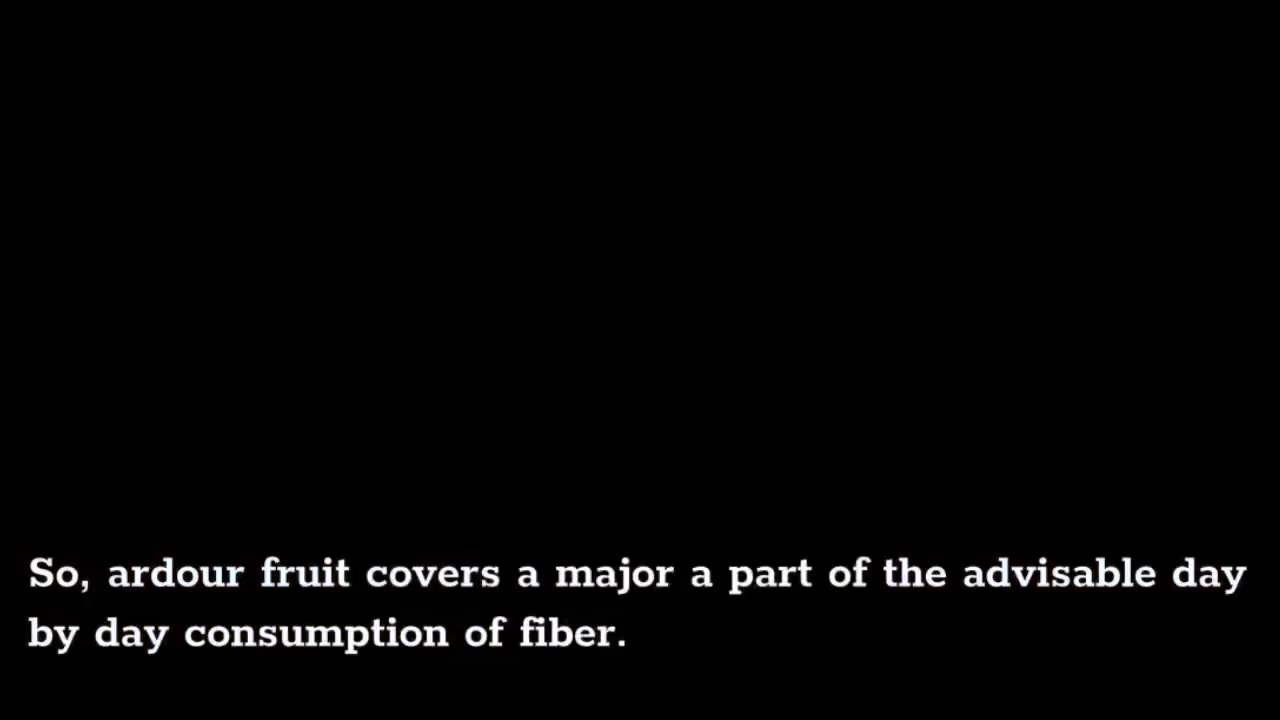 So, ardour fruit covers a major a part of the advisable day
by day consumption of fiber.